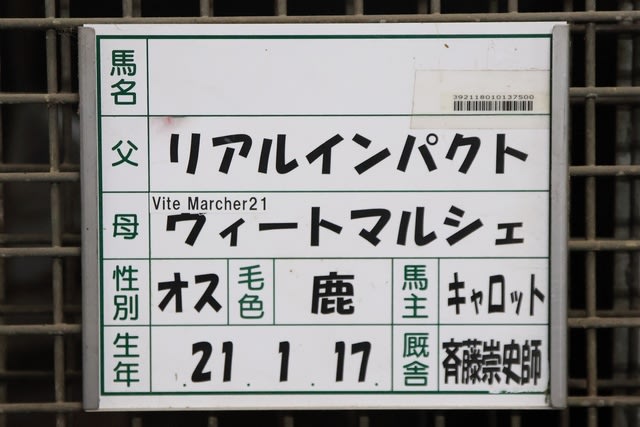 馬名
392118010137500
父 リアルインパクト
Vite Marcher21
母 ウィートマルシェ
性別 オス 毛色 鹿 馬主 キャロット
生年 .21.1.17. 厩舎 斉藤崇史師